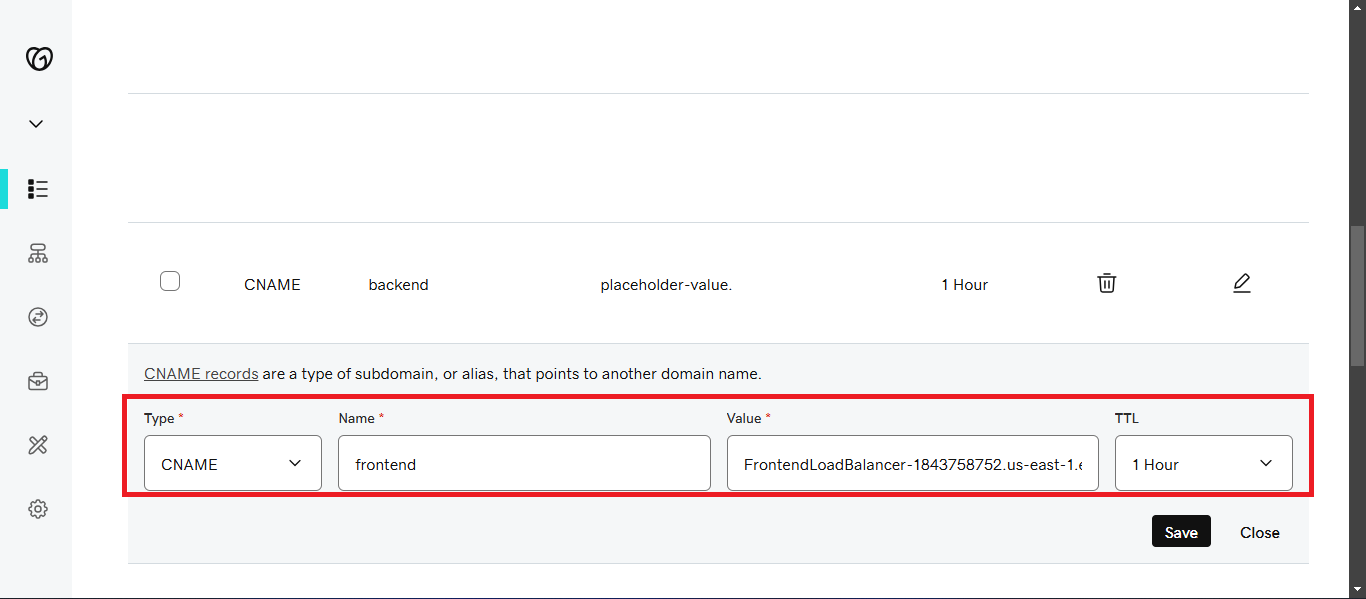 CNAME backend placeholder-value. 1 Hour
CNAME records are a type of subdomain, or alias, that points to another domain name.
Type * Name * Value * TTL
CNAME frontend FrontendLoadBalancer-1843758752.us-east-1.e 1 Hour
Save Close